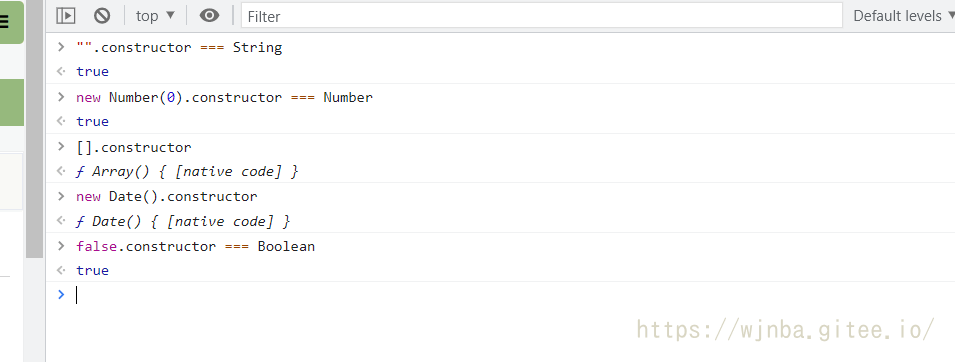 top ▼ Filter Default levels ▼
> "".constructor === String
<· true
> new Number(0).constructor === Number
<· true
> [].constructor
<· ƒ Array() { [native code] }
> new Date().constructor
<· ƒ Date() { [native code] }
> false.constructor === Boolean
<· true
>
https://wjnba.gitee.io/